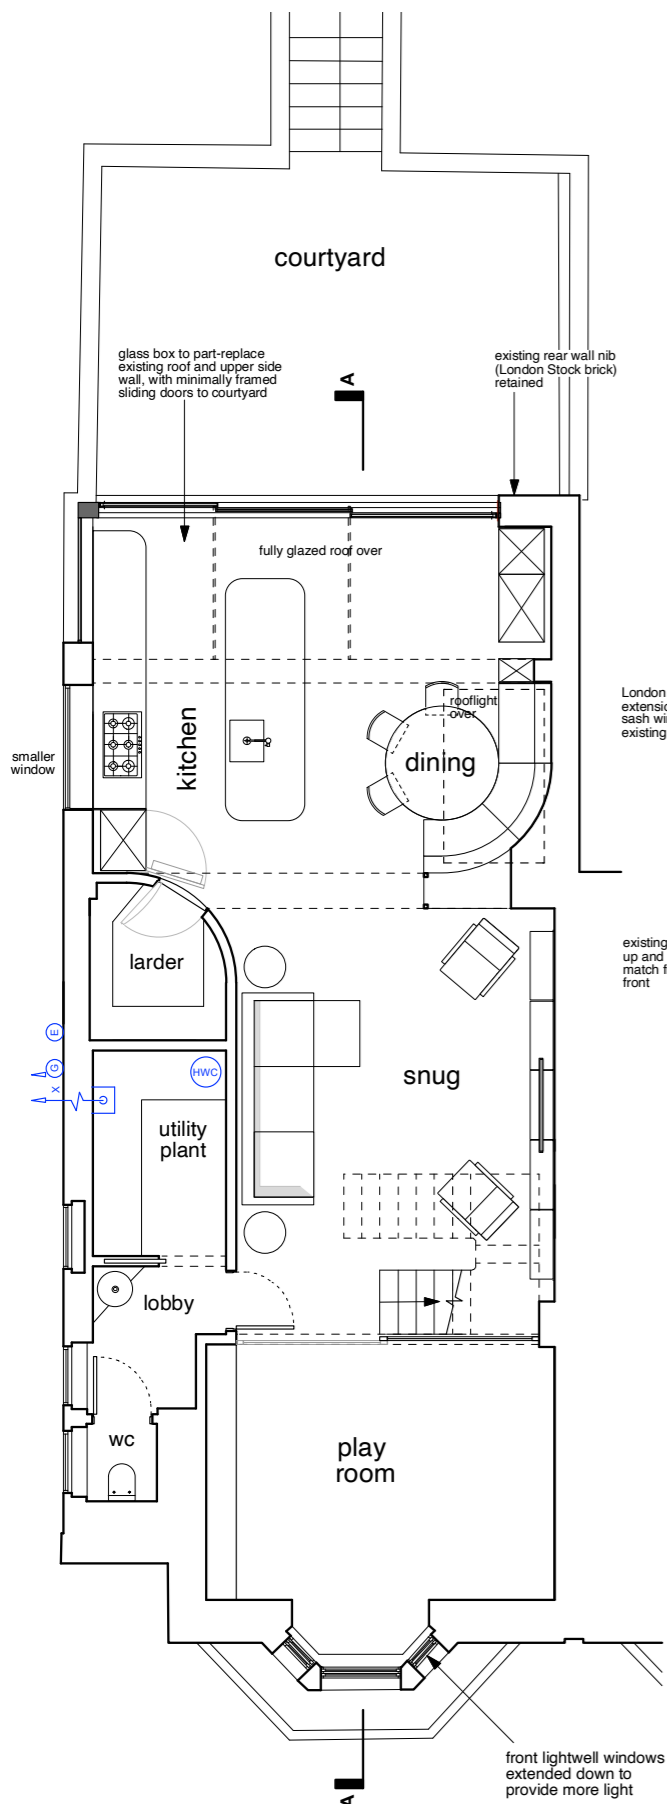 courtyard
glass box to part-replace
existing roof and upper side
wall, with minimally framed
sliding doors to courtyard
A
existing rear wall nib
(London Stock brick)
retained
fully glazed roof over
London
sash
existing
rooflight
over
kitchen
dining
smaller
window
existing
up and
match
front
larder
E
G
X
HWC
snug
utility
plant
lobby
wc
play
room
front lightwell windows
extended down to
provide more light
A